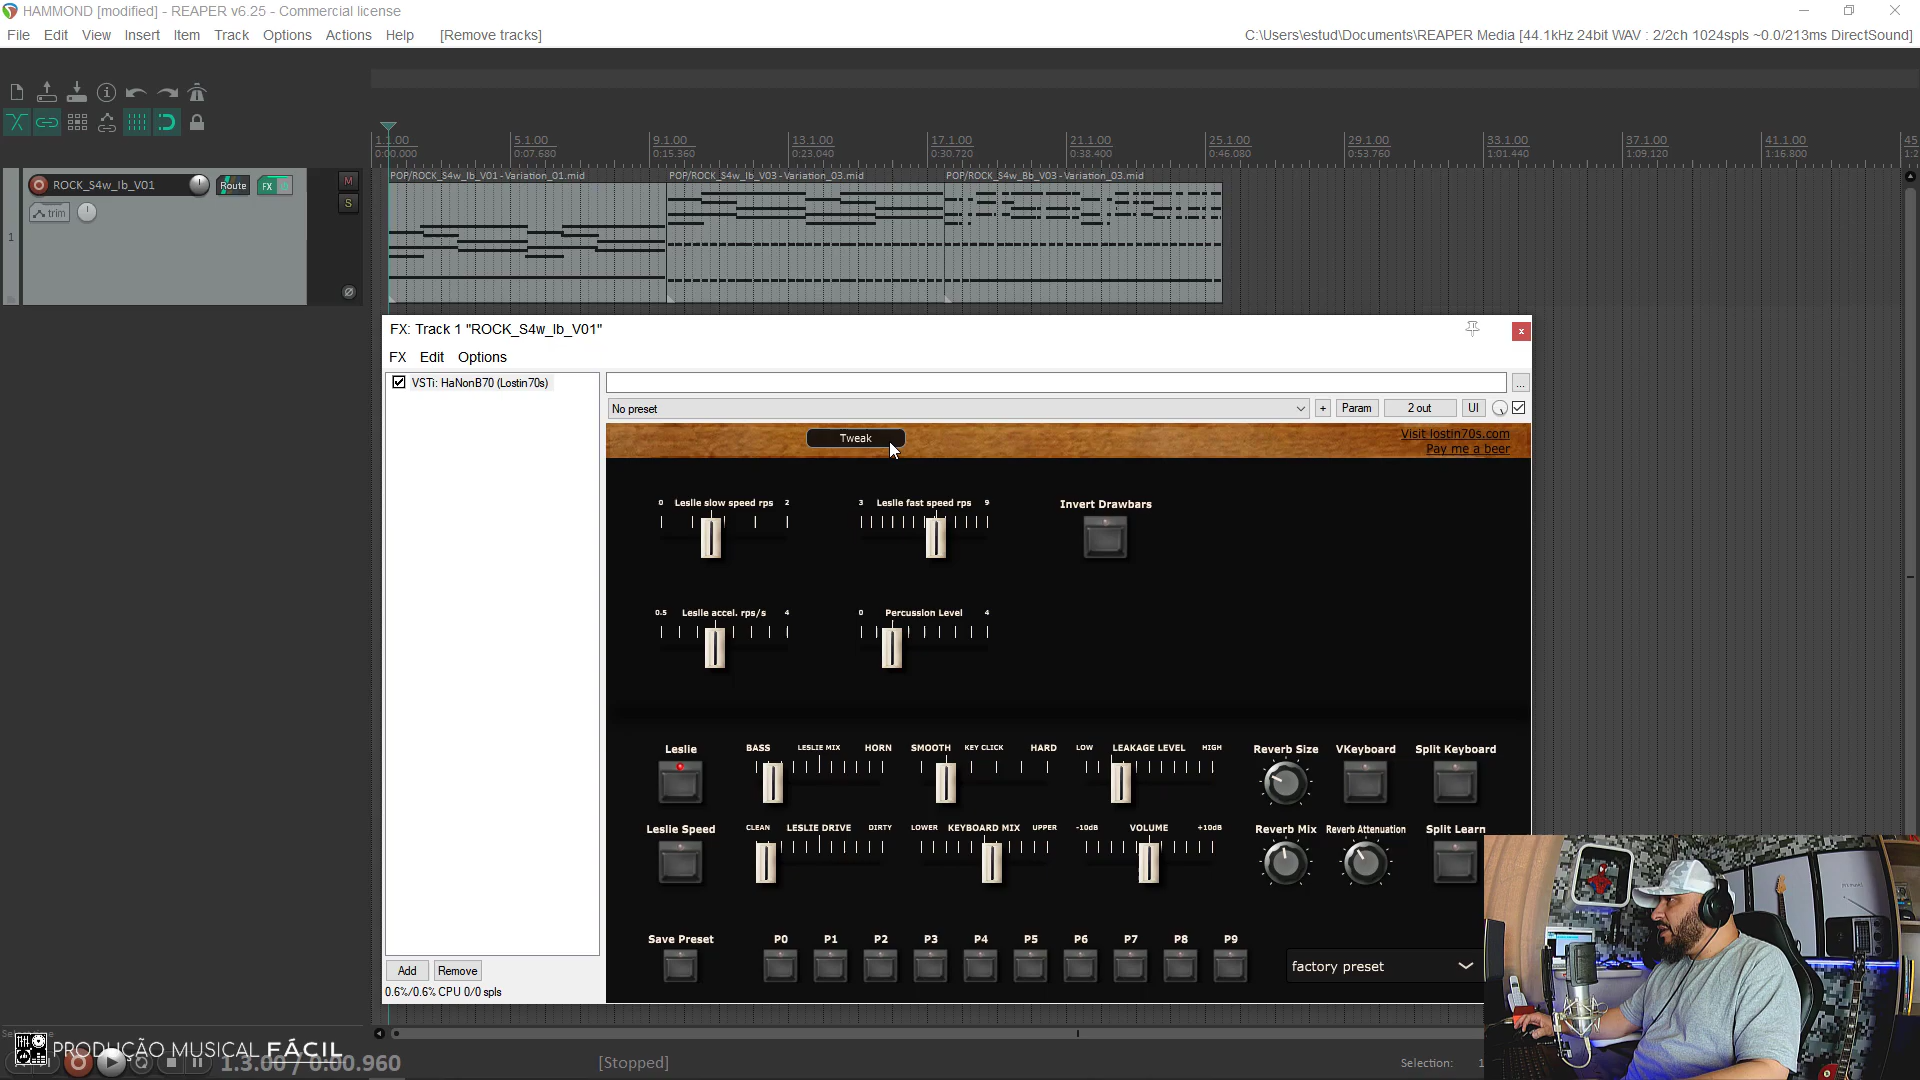 HAMMOND [modified] - REAPER v6.25 - Commercial license
File Edit View Insert Item Track Options Actions Help [Remove tracks]
C:\Users\estud\Documents\REAPER Media [44.1kHz 24bit WAV : 2/2ch 1024spls ~0.0/213ms DirectSound]
1.1.00 5.1.00 9.1.00 13.1.00 17.1.00 21.1.00 25.1.00 29.1.00 33.1.00 37.1.00 41.1.00 45
0:00.000 0:07.680 0:15.360 0:23.040 0:30.720 0:38.400 0:46.080 0:53.760 1:01.440 1:09.120 1:16.800 1:2
POP/ROCK_S4w_Ib_V01 - Variation_01.mid POP/ROCK_S4w_Ib_V03 - Variation_03.mid POP/ROCK_S4w_Bb_V03 - Variation_03.mid
ROCK_S4w_Ib_V01 Route FX M
trim S
1
FX: Track 1 "ROCK_S4w_Ib_V01" x
FX Edit Options
VSTi: HaNonB70 (Lostin70s) ...
No preset + Param 2 out UI
Tweak
Visit lostin70s.com
Pay me a beer
0 Leslie slow speed rps 2 3 Leslie fast speed rps 9 Invert Drawbars
0.5 Leslie accel. rps/s 4 0 Percussion Level 4
Leslie BASS LESLIE MIX HORN SMOOTH KEY CLICK HARD LOW LEAKAGE LEVEL HIGH Reverb Size VKeyboard Split Keyboard
Leslie Speed CLEAN LESLIE DRIVE DIRTY LOWER KEYBOARD MIX UPPER -10dB VOLUME +10dB Reverb Mix Reverb Attenuation Split Learn
Save Preset P0 P1 P2 P3 P4 P5 P6 P7 P8 P9
factory preset
Add Remove
0.6%/0.6% CPU 0/0 spls
PRODUÇÃO MUSICAL FÁCIL
1.3.00 / 0:00.960 [Stopped] Selection: 1